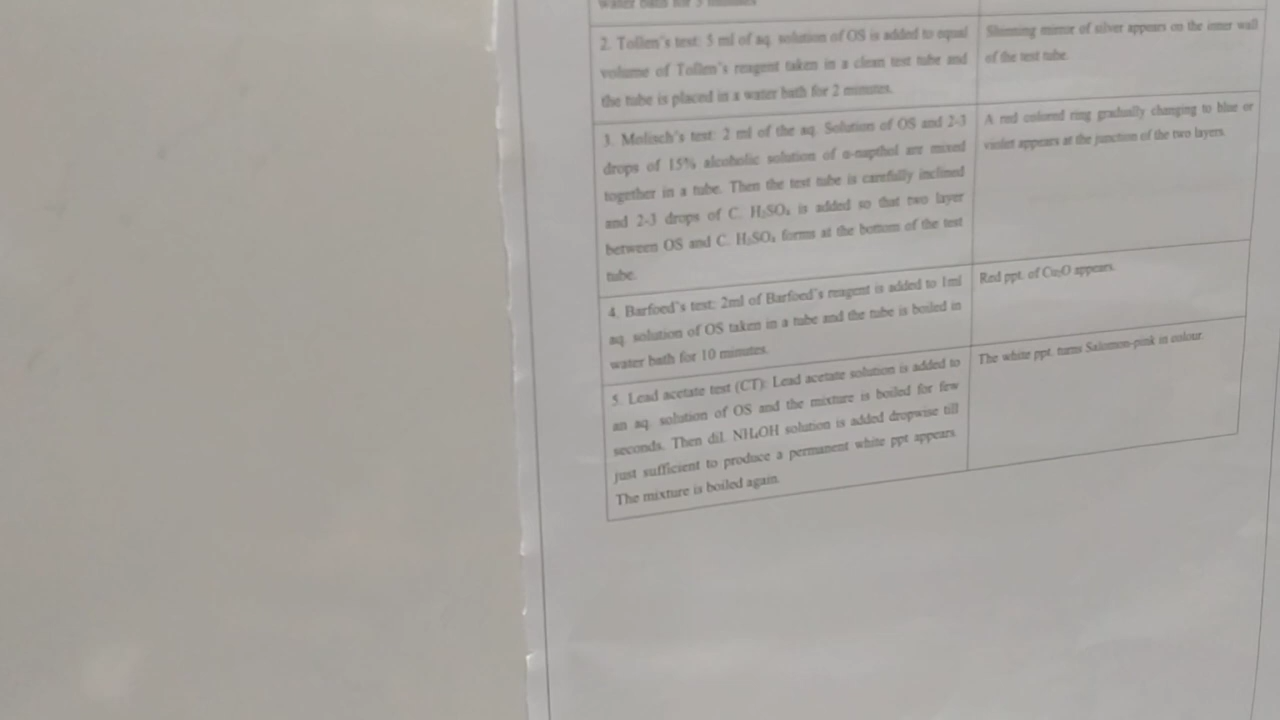 water bath for 5 minutes
2. Tollen's test: 5 ml of aq. solution of OS is added to equal
volume of Tollen's reagent taken in a clean test tube and
the tube is placed in a water bath for 2 minutes.
Shinning mirror of silver appears on the inner wall
of the test tube.
3. Molisch's test: 2 ml of the aq. Solution of OS and 2-3
drops of 15% alcoholic solution of α-napthol are mixed
together in a tube. Then the test tube is carefully inclined
and 2-3 drops of C. H₂SO₄ is added so that two layer
between OS and C. H₂SO₄ forms at the bottom of the test
tube.
A red colored ring gradually changing to blue or
violet appears at the junction of the two layers.
4. Barfoed's test: 2ml of Barfoed's reagent is added to 1ml
aq. solution of OS taken in a tube and the tube is boiled in
water bath for 10 minutes.
Red ppt. of Cu₂O appears.
5. Lead acetate test (CT): Lead acetate solution is added to
an aq. solution of OS and the mixture is boiled for few
seconds. Then dil. NH₄OH solution is added dropwise till
just sufficient to produce a permanent white ppt appears.
The mixture is boiled again.
The white ppt. turns Salomon-pink in colour.